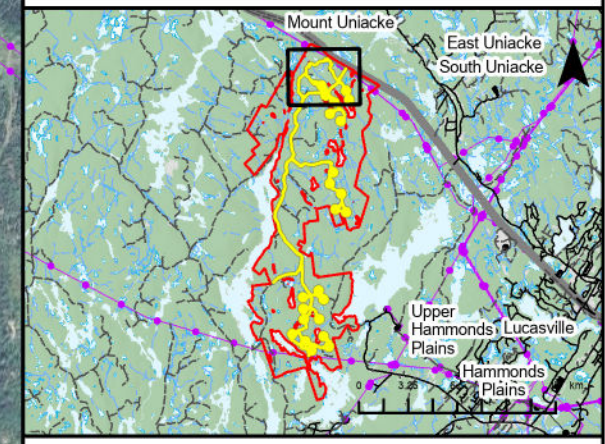 Mount Uniacke
East Uniacke
South Uniacke
Upper
Hammonds
Plains
Lucasville
Hammonds
Plains
0 3.25 km